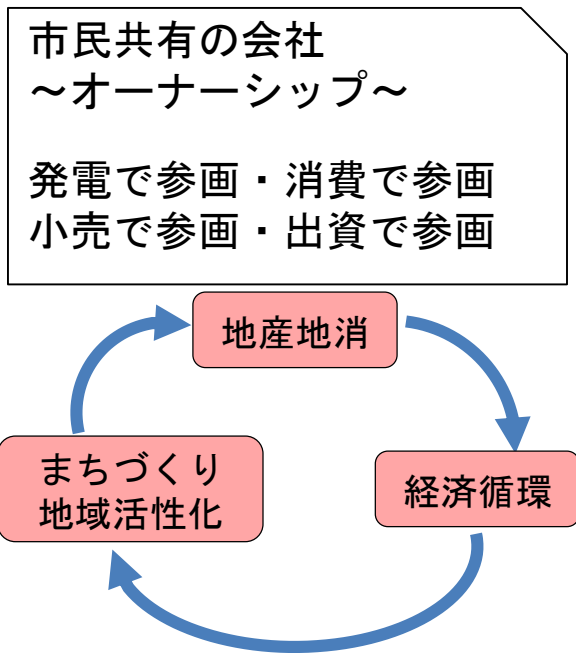 市民共有の会社
～オーナーシップ～
発電で参画・消費で参画
小売で参画・出資で参画
地産地消
まちづくり
地域活性化
経済循環